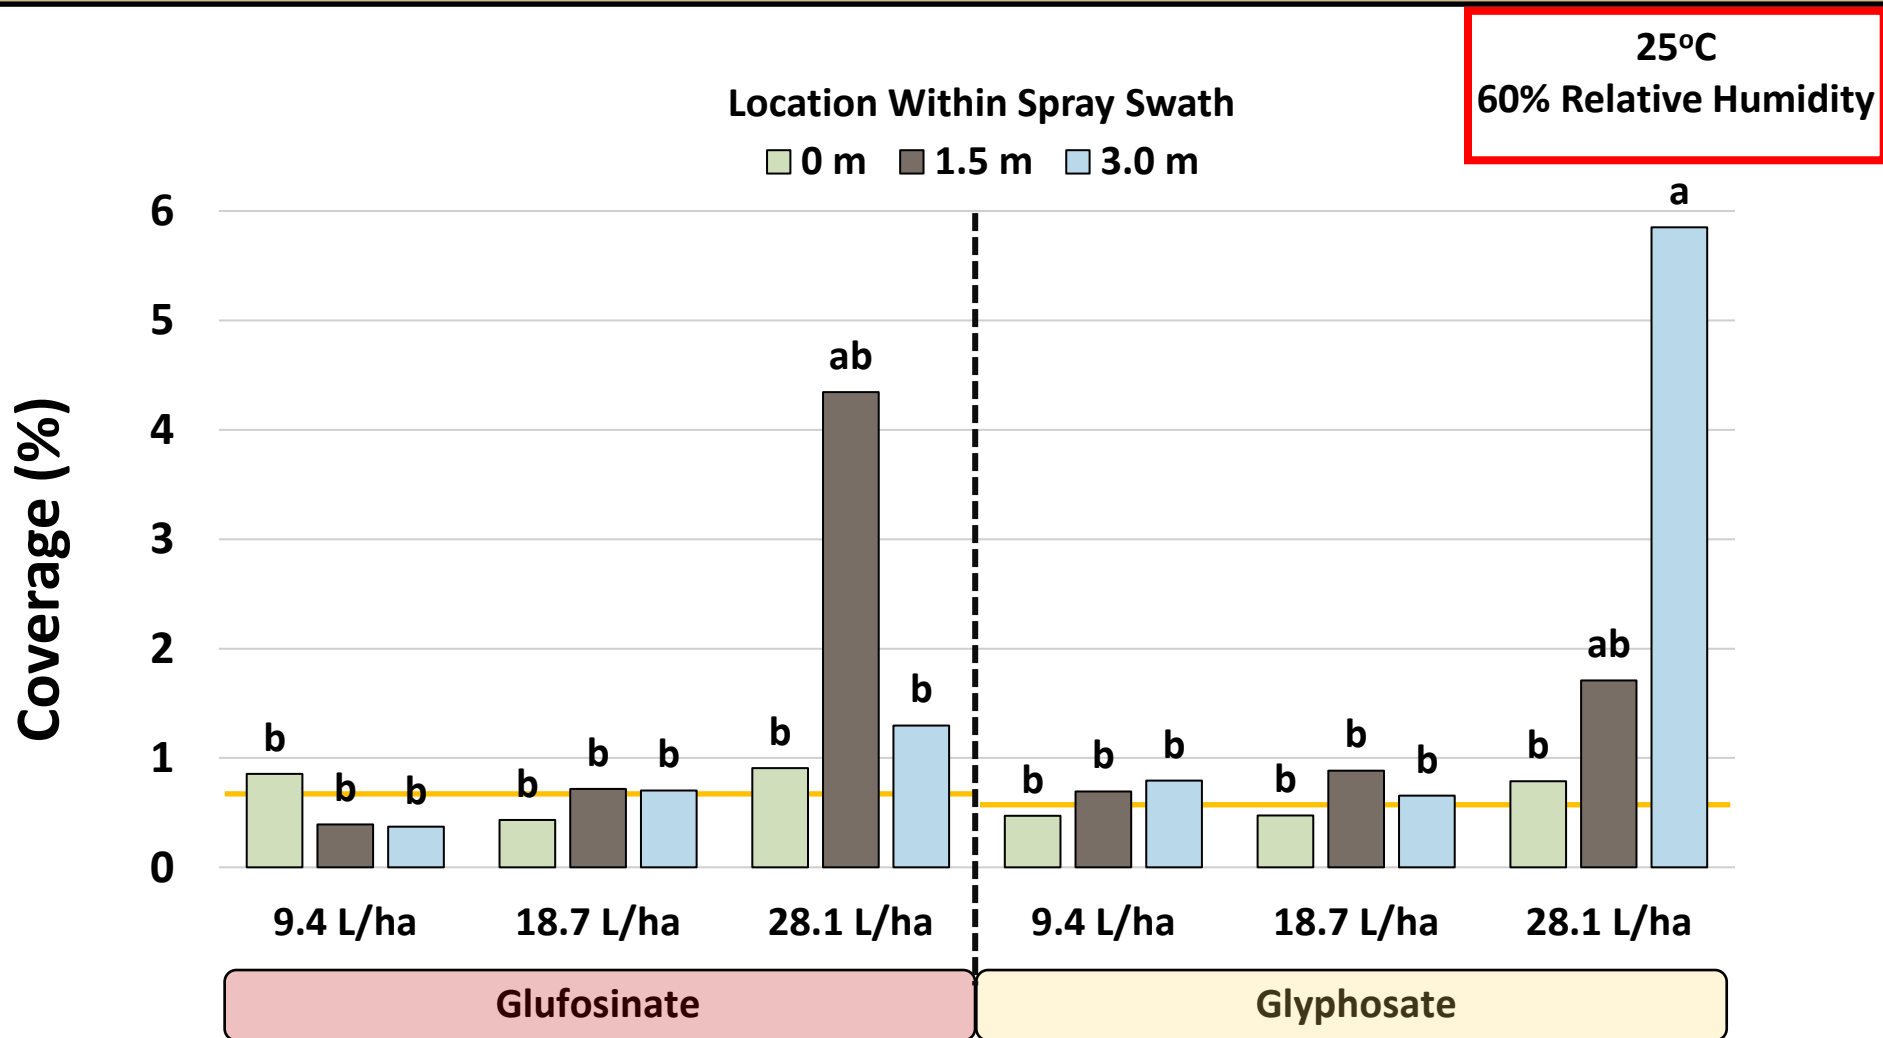 25°C
60% Relative Humidity
Location Within Spray Swath
0 m 1.5 m 3.0 m
Coverage (%)
6
5
4
3
2
1
0
b b b b b b b ab b b b b b b b b ab a
9.4 L/ha 18.7 L/ha 28.1 L/ha 9.4 L/ha 18.7 L/ha 28.1 L/ha
Glufosinate Glyphosate